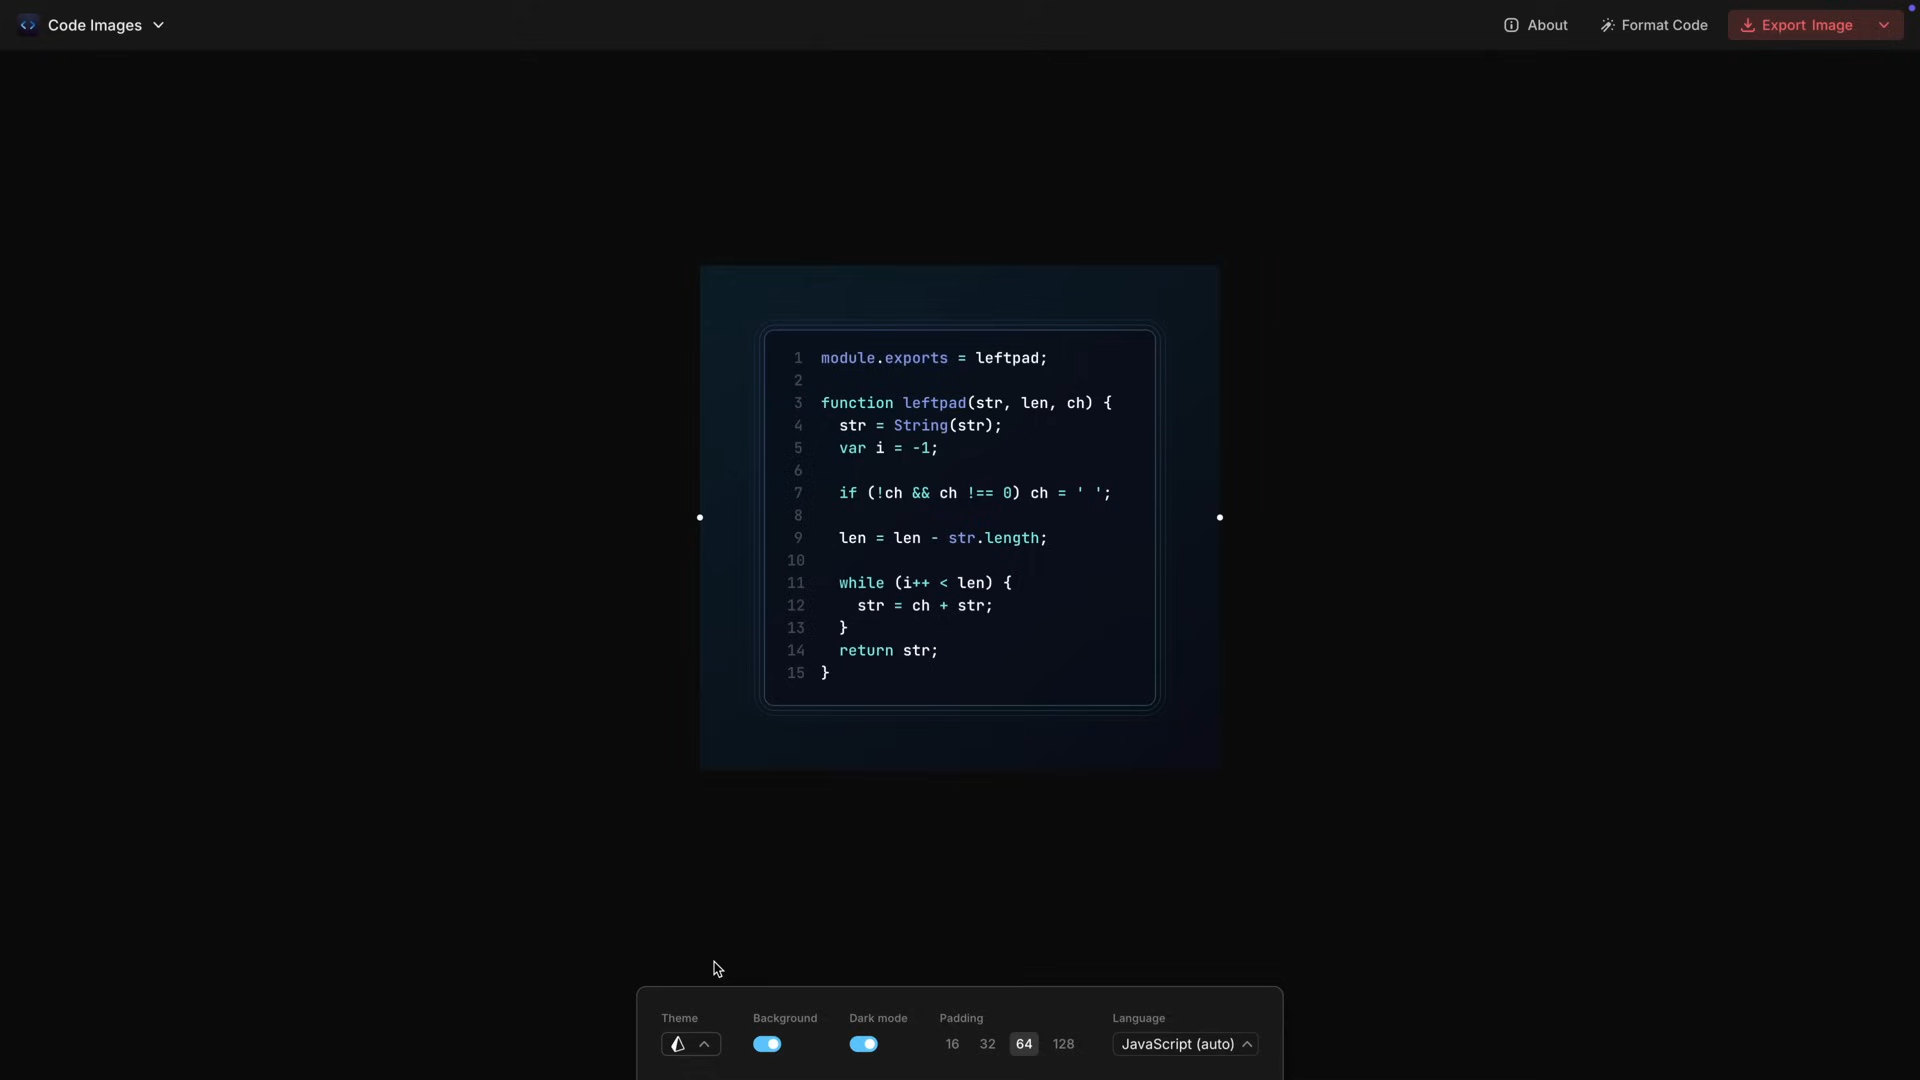 Code Images
About
Format Code
Export Image
1 module.exports = leftpad;
2
3 function leftpad(str, len, ch) {
4   str = String(str);
5   var i = -1;
6
7   if (!ch && ch !== 0) ch = ' ';
8
9   len = len - str.length;
10
11   while (i++ < len) {
12     str = ch + str;
13   }
14   return str;
15 }
Theme
Background
Dark mode
Padding
16 32 64 128
Language
JavaScript (auto)